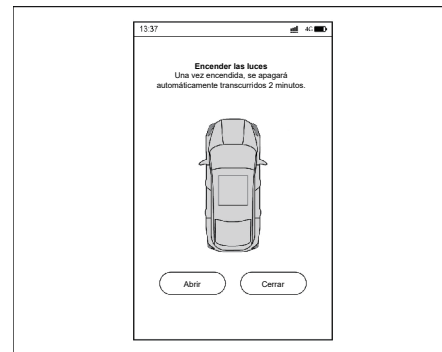 13:37 4G
Encender las luces
Una vez encendida, se apagará
automáticamente transcurridos 2 minutos.
Abrir Cerrar